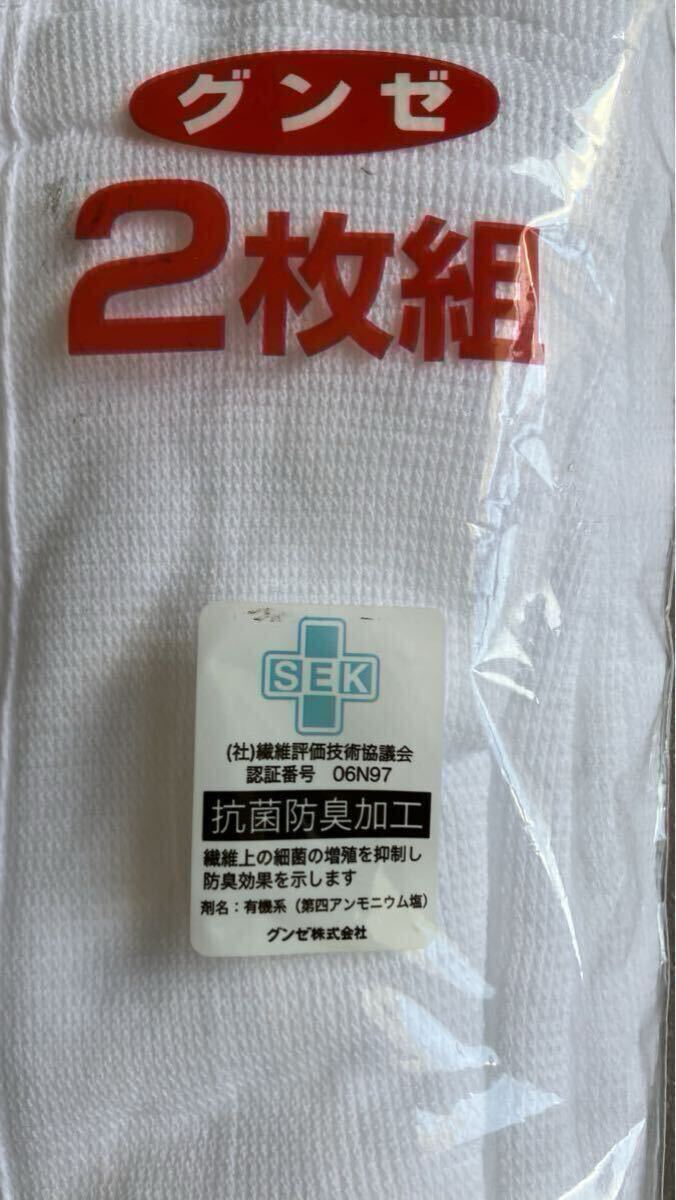 グンゼ
2枚組
SEK
(社)繊維評価技術協議会
認証番号 06N97
抗菌防臭加工
繊維上の細菌の増殖を抑制し
防臭効果を示します
剤名:有機系(第四アンモニウム塩)
グンゼ株式会社